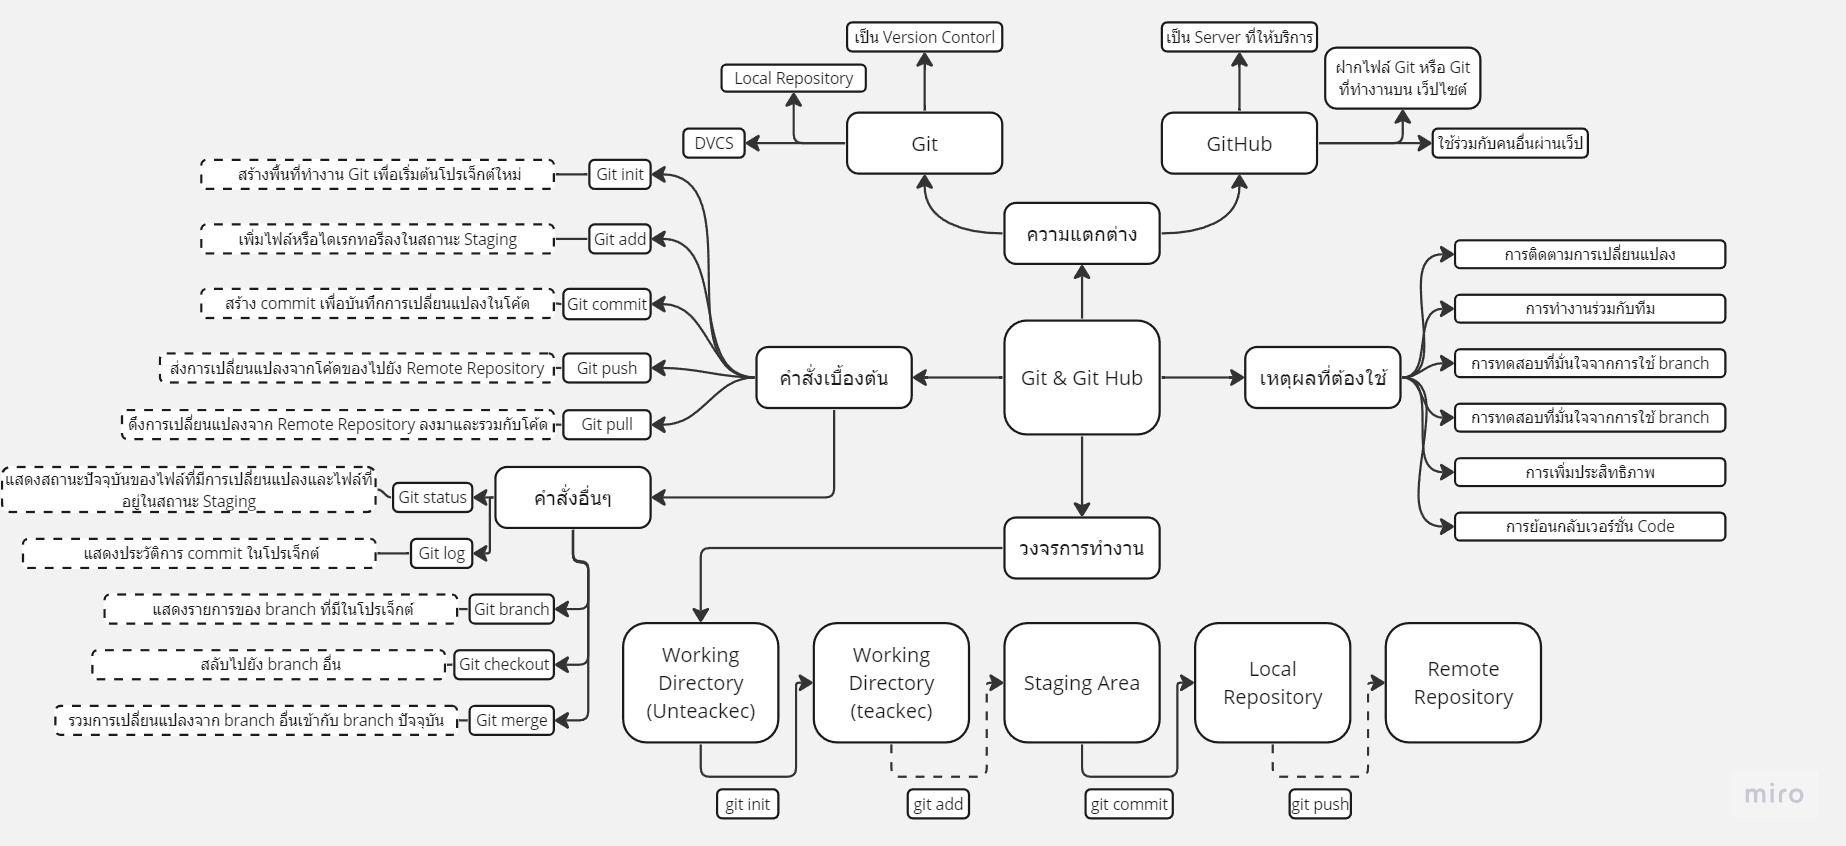 เป็น Version Contorl
เป็น Server ที่ให้บริการ
Local Repository
ฝากไฟล์ Git หรือ Git
ที่ทำงานบน เว็ปไซต์
DVCS
Git
GitHub
ใช้ร่วมกับคนอื่นผ่านเว็ป
ความแตกต่าง
สร้างพื้นที่ทำงาน Git เพื่อเริ่มต้นโปรเจ็กต์ใหม่
Git init
เพิ่มไฟล์หรือไดเรกทอรีลงในสถานะ Staging
Git add
สร้าง commit เพื่อบันทึกการเปลี่ยนแปลงในโค้ด
Git commit
ส่งการเปลี่ยนแปลงจากโค้ดของไปยัง Remote Repository
Git push
ดึงการเปลี่ยนแปลงจาก Remote Repository ลงมาและรวมกับโค้ด
Git pull
คำสั่งเบื้องต้น
Git & Git Hub
เหตุผลที่ต้องใช้
การติดตามการเปลี่ยนแปลง
การทำงานร่วมกับทีม
การทดสอบที่มั่นใจจากการใช้ branch
การทดสอบที่มั่นใจจากการใช้ branch
การเพิ่มประสิทธิภาพ
การย้อนกลับเวอร์ชั่น Code
คำสั่งอื่นๆ
แสดงสถานะปัจจุบันของไฟล์ที่มีการเปลี่ยนแปลงและไฟล์ที่
อยู่ในสถานะ Staging
Git status
แสดงประวัติการ commit ในโปรเจ็กต์
Git log
แสดงรายการของ branch ที่มีในโปรเจ็กต์
Git branch
สลับไปยัง branch อื่น
Git checkout
รวมการเปลี่ยนแปลงจาก branch อื่นเข้ากับ branch ปัจจุบัน
Git merge
วงจรการทำงาน
Working
Directory
(Unteackec)
Working
Directory
(teackec)
Staging Area
Local
Repository
Remote
Repository
git init
git add
git commit
git push
miro